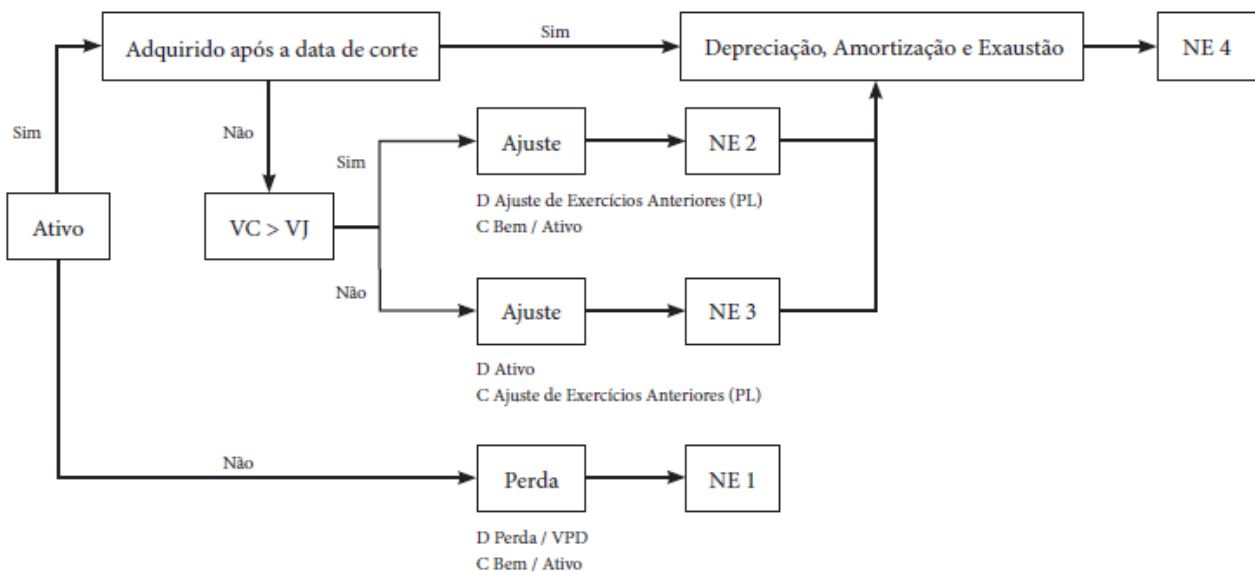 Adquirido após a data de corte
Sim
Depreciação, Amortização e Exaustão
NE 4
Sim
Não
Sim
Ajuste
NE 2
D Ajuste de Exercícios Anteriores (PL)
C Bem / Ativo
Ativo
VC > VJ
Não
Ajuste
NE 3
D Ativo
C Ajuste de Exercícios Anteriores (PL)
Não
Perda
NE 1
D Perda / VPD
C Bem / Ativo